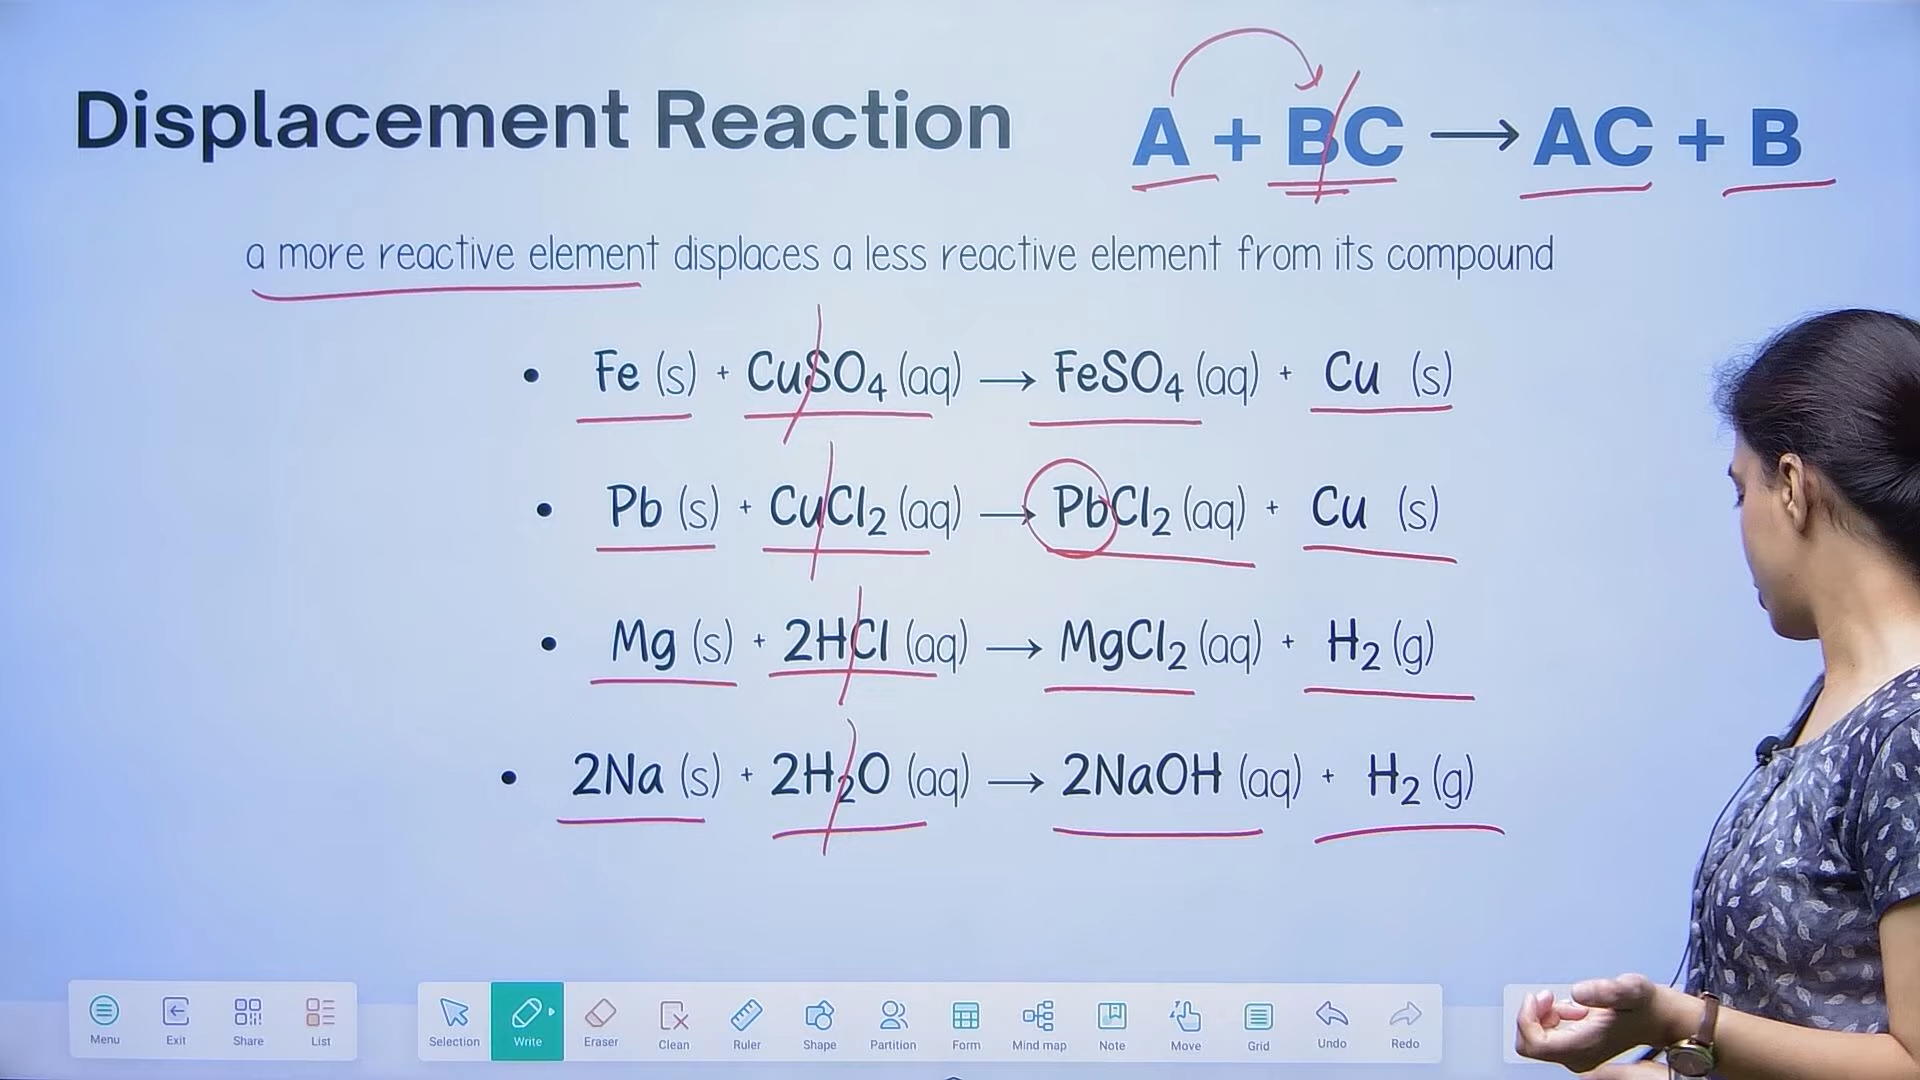 Displacement Reaction
A + BC ⟶ AC + B
a more reactive element displaces a less reactive element from its compound
• Fe (s) + CuSO₄ (aq) ⟶ FeSO₄ (aq) + Cu (s)
• Pb (s) + CuCl₂ (aq) ⟶ PbCl₂ (aq) + Cu (s)
• Mg (s) + 2HCl (aq) ⟶ MgCl₂ (aq) + H₂ (g)
• 2Na (s) + 2H₂O (aq) ⟶ 2NaOH (aq) + H₂ (g)
Menu Exit Share List Selection Write Eraser Clean Ruler Shape Partition Form Mind map Note Move Grid Undo Redo